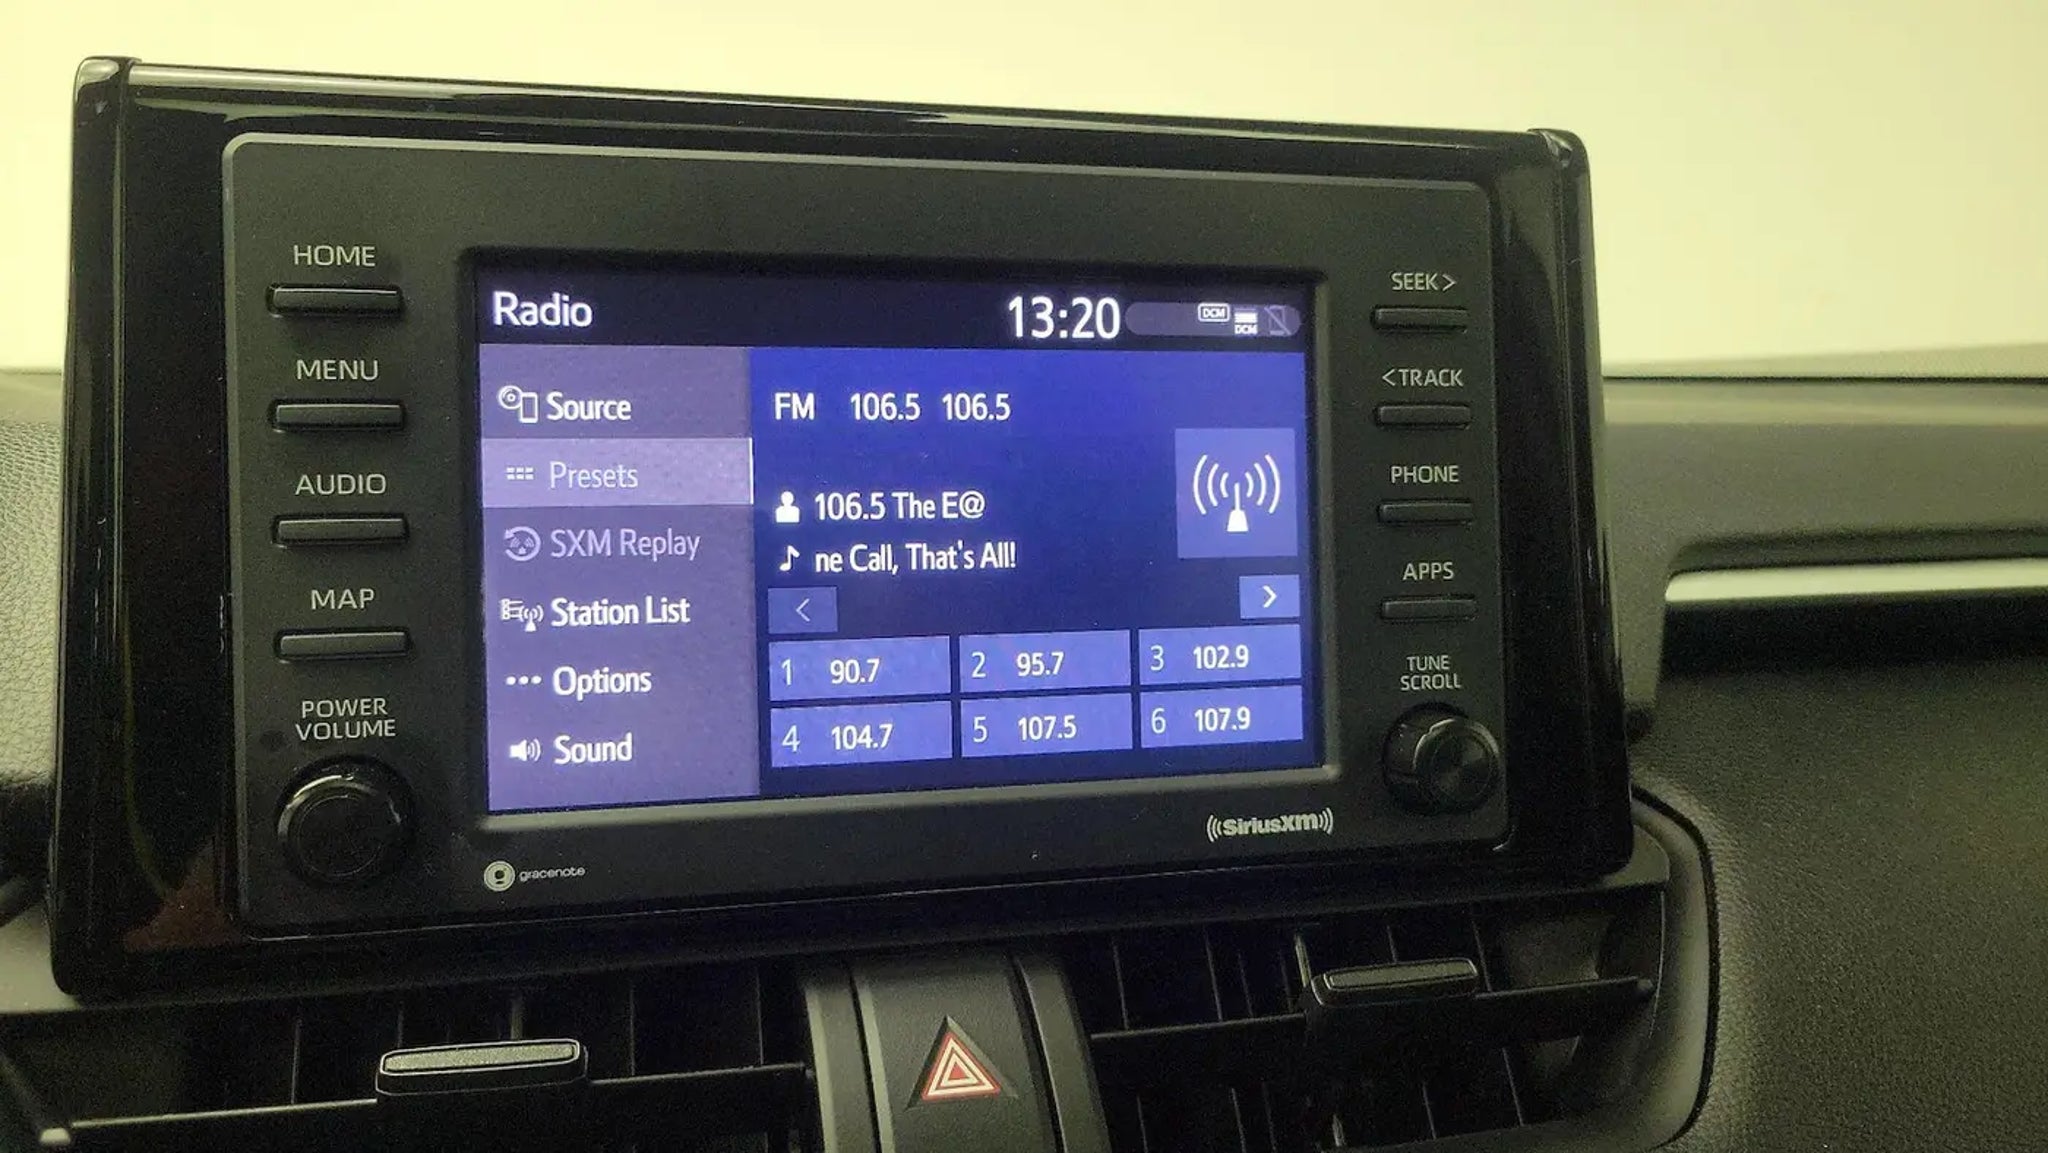 HOME
MENU
AUDIO
MAP
POWER
VOLUME
Radio
13:20
DCM
DCM
Source
Presets
SXM Replay
Station List
Options
Sound
FM 106.5 106.5
106.5 The E@
ne Call, That's All!
<
>
1 90.7
2 95.7
3 102.9
4 104.7
5 107.5
6 107.9
SEEK>
<TRACK
PHONE
APPS
TUNE
SCROLL
gracenote
((SiriusXM))